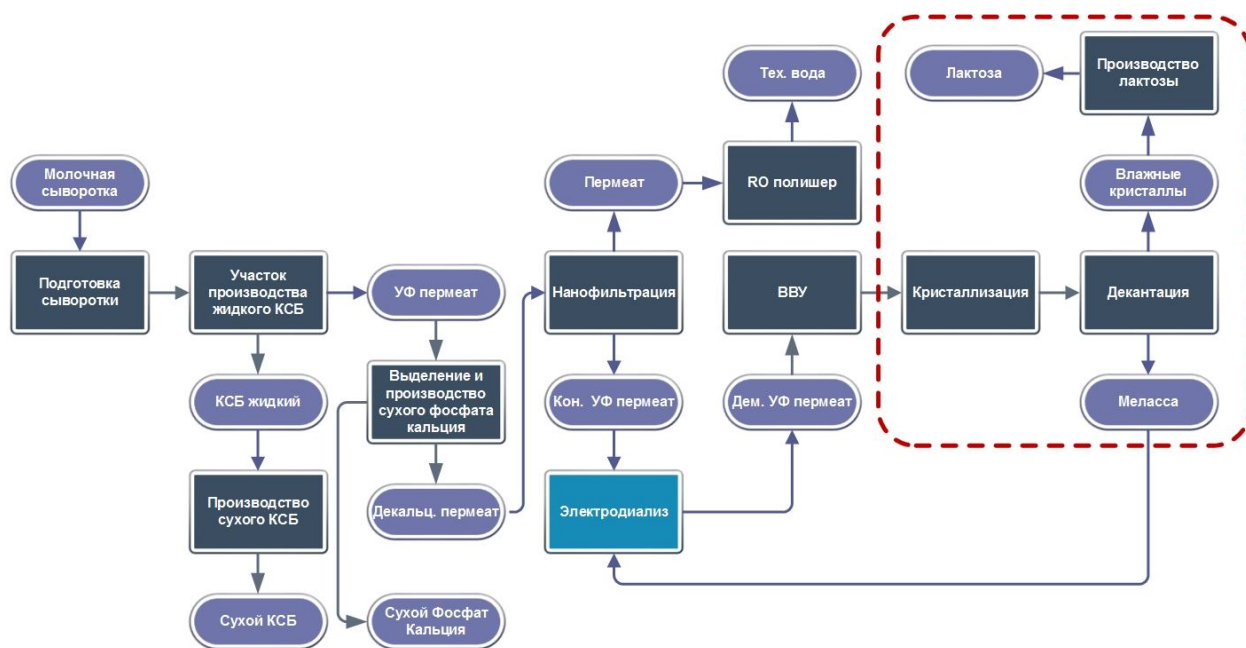 Тех. вода
Лактоза
Производство
лактозы
Молочная
сыворотка
Пермеат
RO полишер
Влажные
кристаллы
Подготовка
сыворотки
Участок
производства
жидкого КСБ
УФ пермеат
Нанофильтрация
ВВУ
Кристаллизация
Декантация
КСБ жидкий
Выделение и
производство
сухого фосфата
кальция
Кон. УФ пермеат
Дем. УФ пермеат
Меласса
Производство
сухого КСБ
Декальц. пермеат
Электродиализ
Сухой КСБ
Сухой Фосфат
Кальция